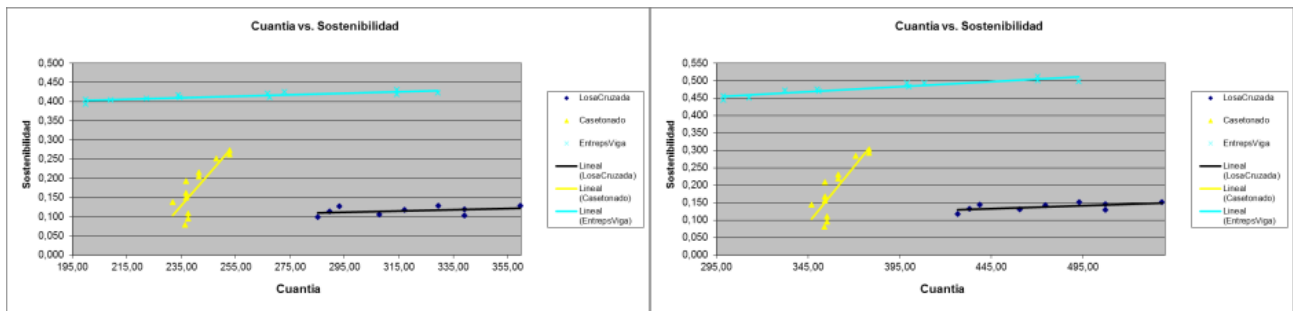 Cuantia vs. Sostenibilidad
Sostenibilidad
0,500
0,450
0,400
0,350
0,300
0,250
0,200
0,150
0,100
0,050
0,000
195,00 215,00 235,00 255,00 275,00 295,00 315,00 335,00 355,00
Cuantia
LosaCruzada
Casetonado
EntrepsViga
Lineal
(LosaCruzada)
Lineal
(Casetonado)
Lineal
(EntrepsViga)
Cuantia vs. Sostenibilidad
Sostenibilidad
0,550
0,500
0,450
0,400
0,350
0,300
0,250
0,200
0,150
0,100
0,050
0,000
295,00 345,00 395,00 445,00 495,00
Cuantia
LosaCruzada
Casetonado
EntrepsViga
Lineal
(LosaCruzada)
Lineal
(Casetonado)
Lineal
(EntrepsViga)